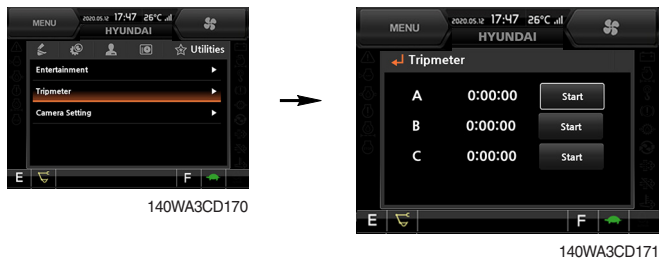 MENU
2020.05.12 17:47 26°C
HYUNDAI
Utilities
Entertainment
Tripmeter
Camera Setting
E
F
140WA3CD170
MENU
2020.05.12 17:47 26°C
HYUNDAI
Tripmeter
A 0:00:00 Start
B 0:00:00 Start
C 0:00:00 Start
E
F
140WA3CD171